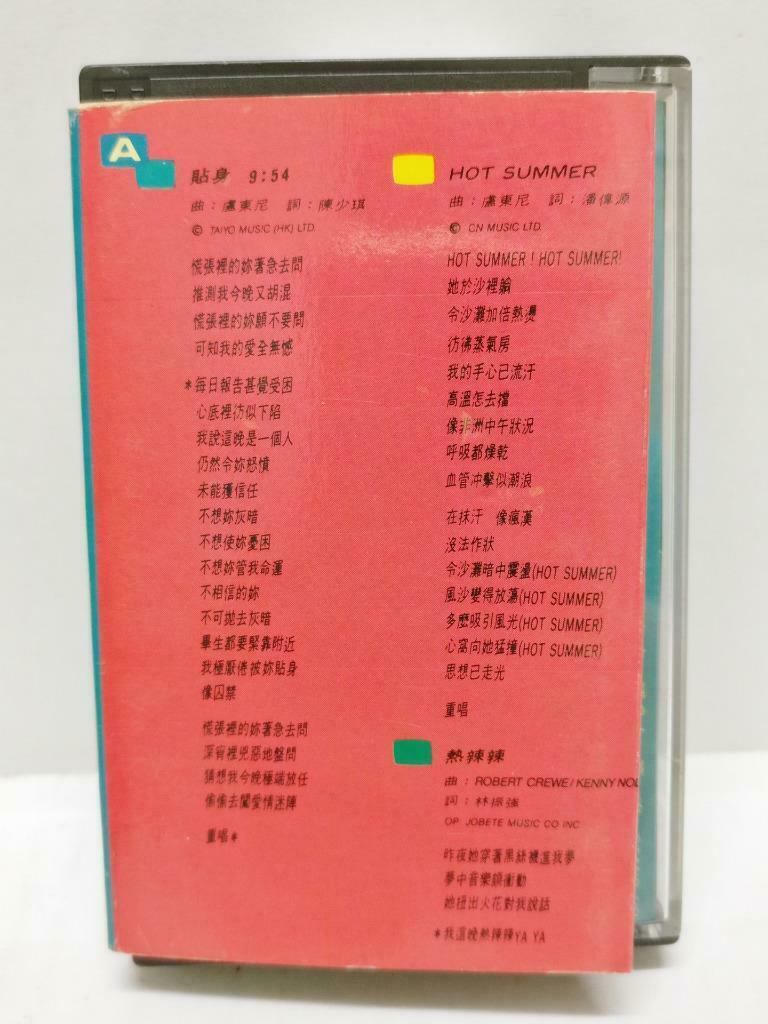 A
貼身 9:54
曲：盧東尼 詞：陳少琪
© TAIYO MUSIC (HK) LTD.
慌張裡的妳著急去問
推測我今晚又胡混
慌張裡的妳願不要問
可知我的愛全無憾
*每日報告甚覺受困
心底裡彷似下陷
我說這晚是一個人
仍然令妳怒憤
未能獲信任
不想妳灰暗
不想使妳憂困
不想妳管我命運
不相信的妳
不可拋去灰暗
畢生都要緊靠附近
我極厭倦被妳貼身
像囚禁
慌張裡的妳著急去問
深宵裡兇惡地盤問
猜想我今晚極端放任
偷偷去闖愛情迷陣
重唱*
HOT SUMMER
曲：盧東尼 詞：潘偉源
© CN MUSIC LTD.
HOT SUMMER！HOT SUMMER!
她於沙裡躺
令沙灘加倍熱燙
彷彿蒸氣房
我的手心已流汗
高溫怎去擋
像非洲中午狀況
呼吸都燥乾
血管冲擊似潮浪
在抹汗 像瘋漢
沒法作狀
令沙灘暗中震盪(HOT SUMMER)
風沙變得放蕩(HOT SUMMER)
多麼吸引風光(HOT SUMMER)
心窩向她猛撞(HOT SUMMER)
思想已走光
重唱
熱辣辣
曲：ROBERT CREWE/KENNY NOL
詞：林振強
OP JOBETE MUSIC CO INC
昨夜她穿著黑絲襪進我夢
夢中音樂額衝動
她扭出火花對我說話
*我這晚熱辣辣YA YA